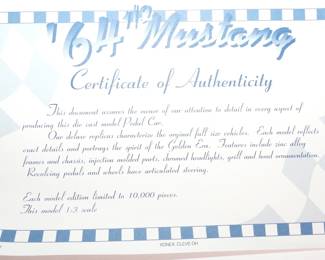 '64 1/2 Mustang
Certificate of Authenticity
This document assures the owner of our attention to detail in every aspect of
producing this die cast model Pedal Car.
Our deluxe replicas characterize the original full size vehicles. Each model reflects
exact details and portrays the spirit of the Golden Era. Features include zinc alloy
frames and chassis, injection molded parts, chromed headlights, grill and hood ornamentation.
Revolving pedals and wheels have articulated steering.
Each model edition limited to 10,000 pieces.
This model 1:3 scale